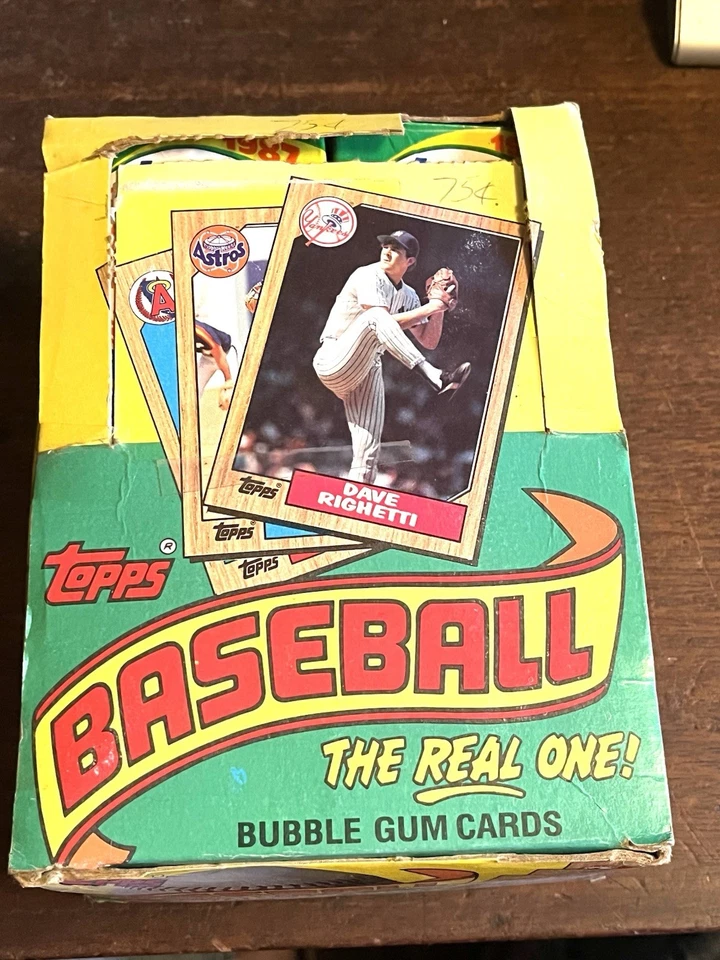 75¢
1987
75¢.
Yankees
Astros
A
DAVE
RIGHETTI
topps®
topps®
topps®
topps®
BASEBALL
THE REAL ONE!
BUBBLE GUM CARDS